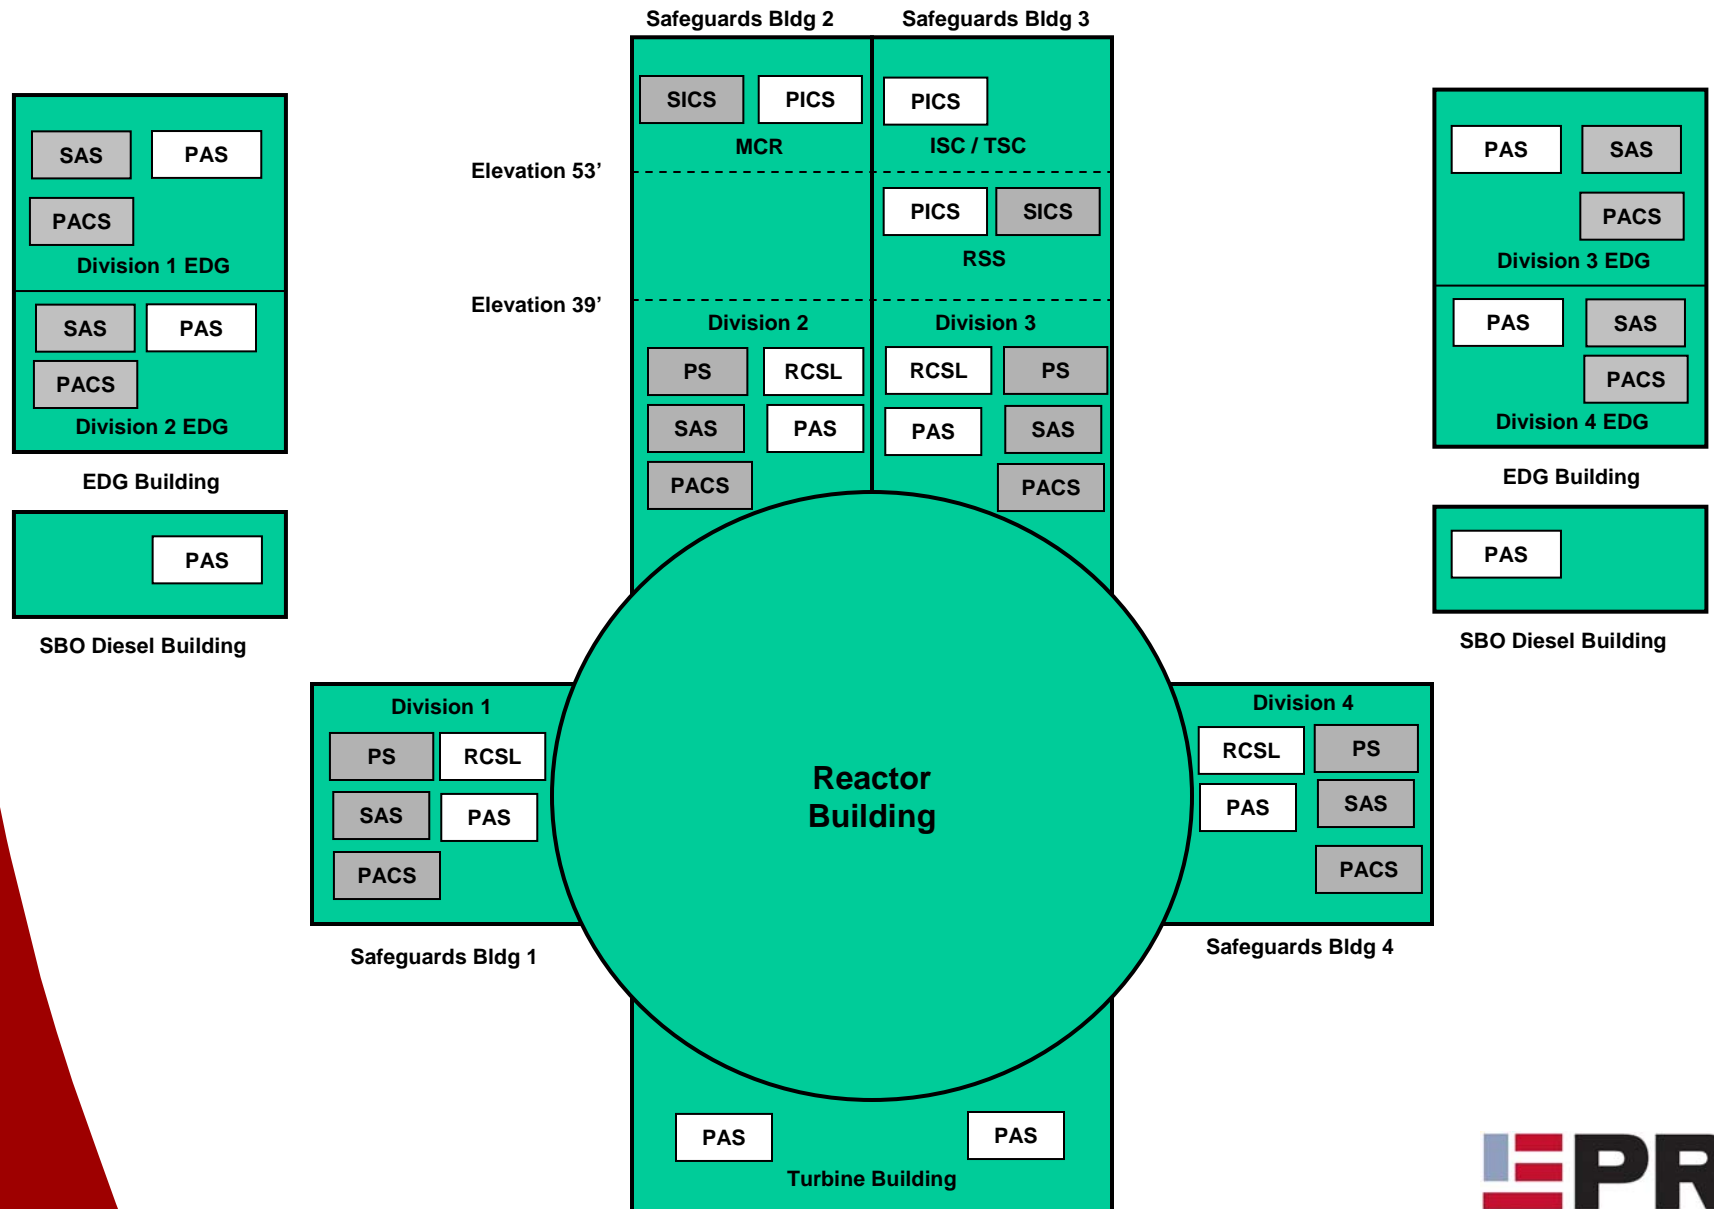 Safeguards Bldg 2
Safeguards Bldg 3
SICS
PICS
MCR
PICS
ISC / TSC
Elevation 53’
PICS
SICS
RSS
Elevation 39’
Division 2
PS
RCSL
SAS
PAS
PACS
Division 3
RCSL
PS
PAS
SAS
PACS
SAS
PAS
PACS
Division 1 EDG
SAS
PAS
PACS
Division 2 EDG
EDG Building
PAS
SBO Diesel Building
PAS
SAS
PACS
Division 3 EDG
PAS
SAS
PACS
Division 4 EDG
EDG Building
PAS
SBO Diesel Building
Division 1
PS
RCSL
SAS
PAS
PACS
Safeguards Bldg 1
Reactor
Building
Division 4
RCSL
PS
PAS
SAS
PACS
Safeguards Bldg 4
PAS
PAS
Turbine Building
EPR